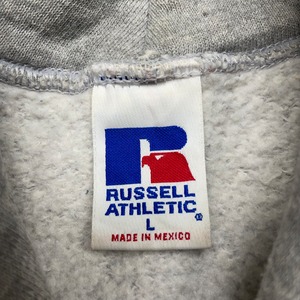 R
RUSSELL
ATHLETIC®
L
MADE IN MEXICO